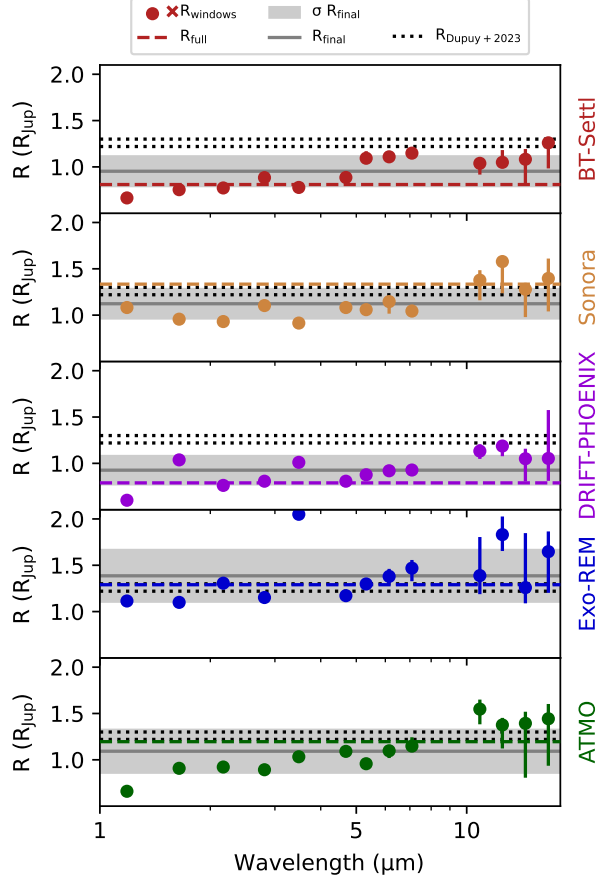 R_windows σ R_final
R_full R_final R_Dupuy+2023
2.0
1.5
1.0
R (R_Jup)
BT-Settl
2.0
1.5
1.0
R (R_Jup)
Sonora
2.0
1.5
1.0
R (R_Jup)
DRIFT-PHOENIX
2.0
1.5
1.0
R (R_Jup)
Exo-REM
2.0
1.5
1.0
R (R_Jup)
ATMO
1 5 10
Wavelength (μm)